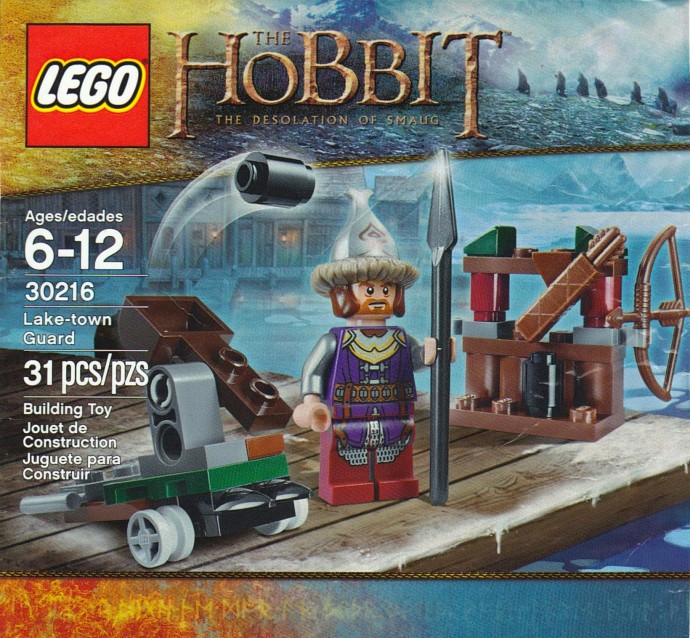 LEGO
THE HOBBIT™
THE DESOLATION OF SMAUG
Ages/edades
6-12
30216
Lake-town
Guard
31 pcs/pzs
Building Toy
Jouet de
Construction
Juguete para
Construir